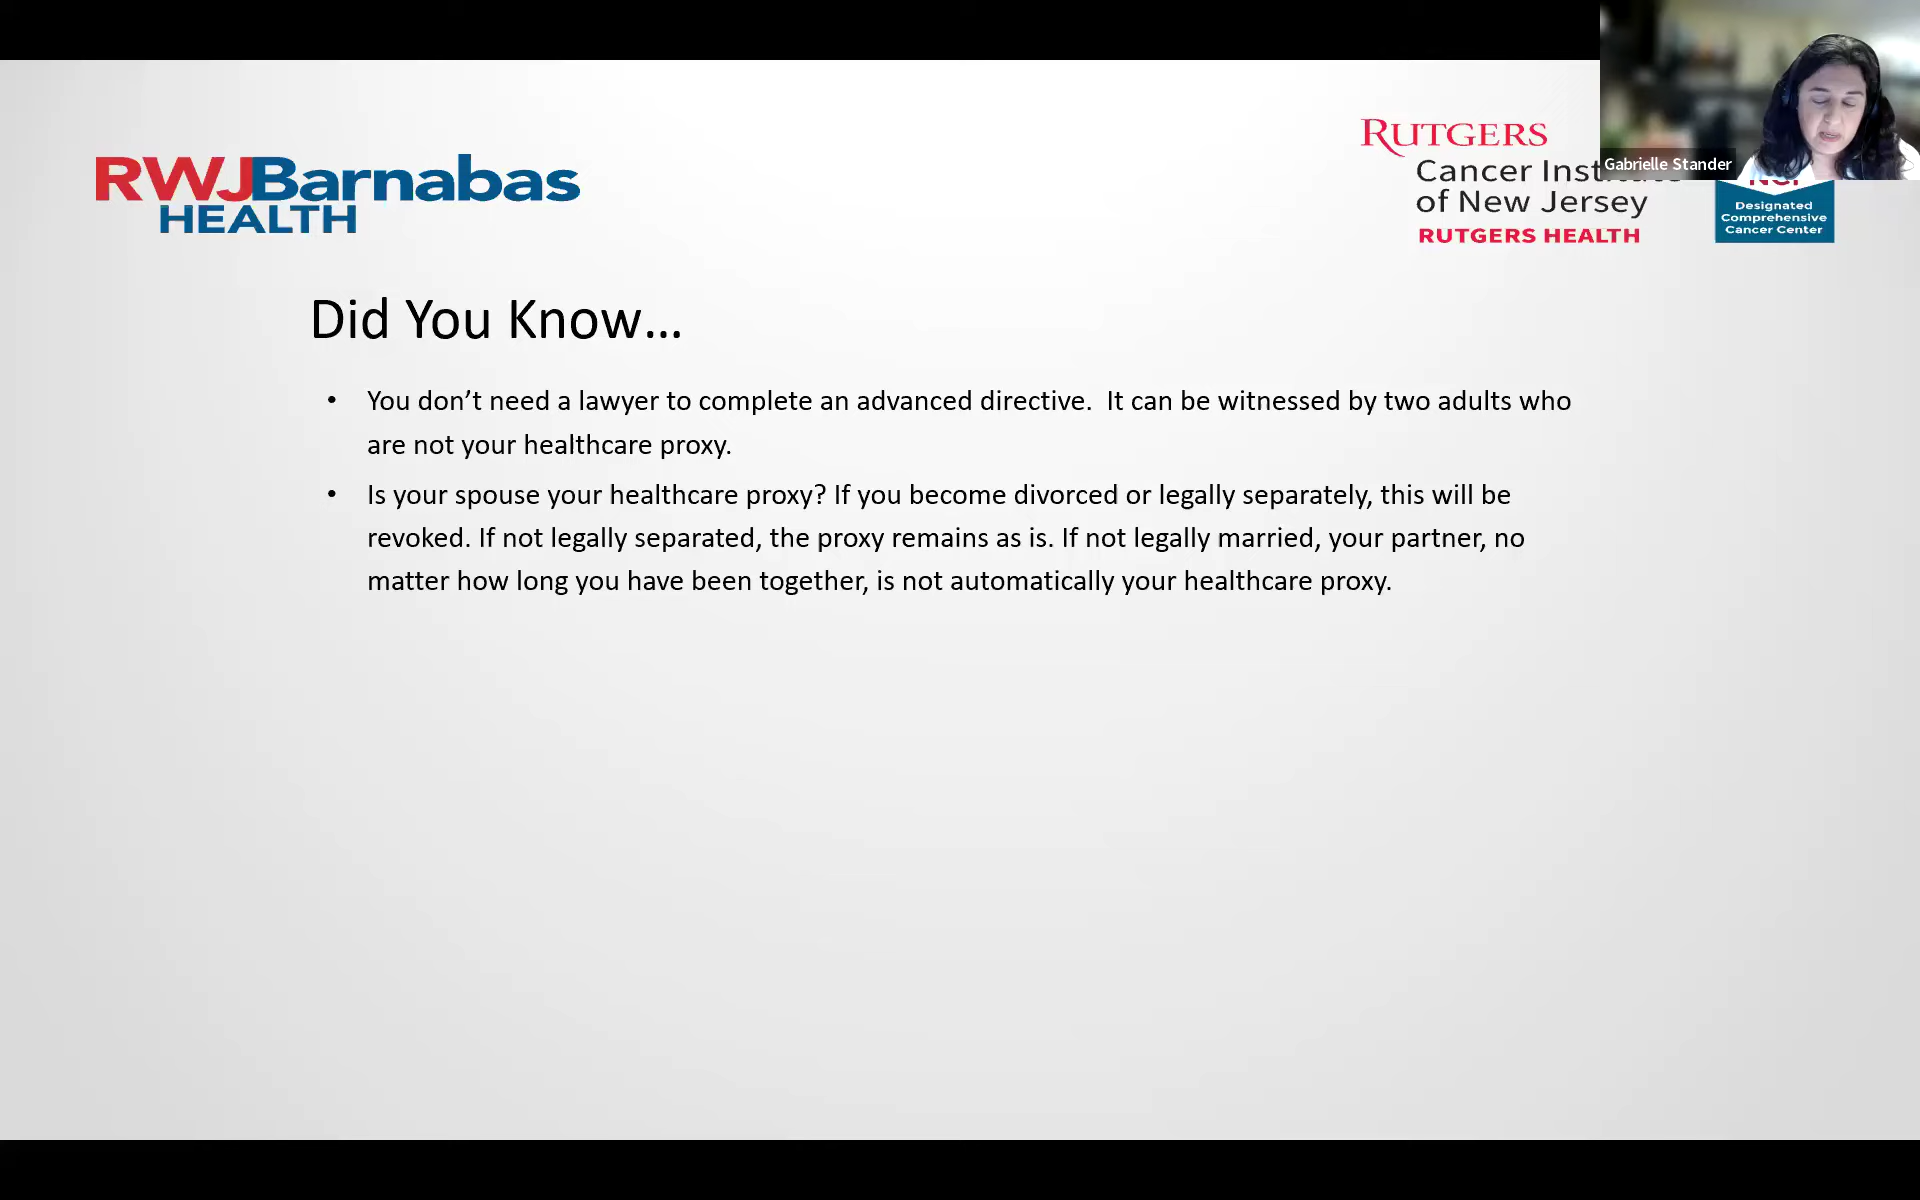 RWJBarnabas
HEALTH
RUTGERS
Cancer
of New Jersey
RUTGERS HEALTH
Gabrielle Stander
Designated
Comprehensive
Cancer Center
Did You Know...
• You don’t need a lawyer to complete an advanced directive.  It can be witnessed by two adults who
are not your healthcare proxy.
• Is your spouse your healthcare proxy? If you become divorced or legally separately, this will be
revoked. If not legally separated, the proxy remains as is. If not legally married, your partner, no
matter how long you have been together, is not automatically your healthcare proxy.